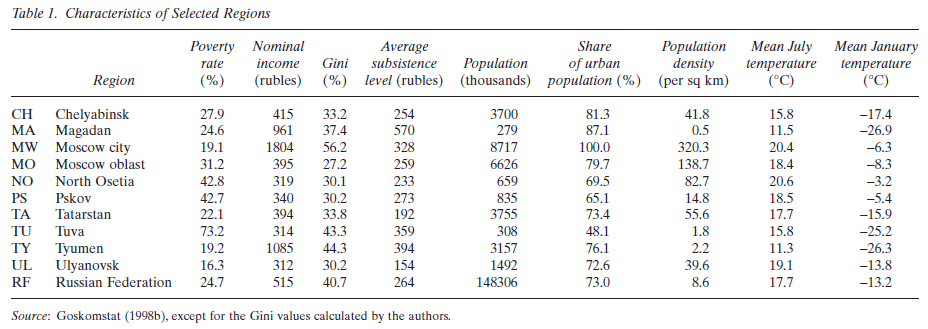 Table 1. Characteristics of Selected Regions
Poverty Nominal Average Share Population Mean July Mean January
rate income Gini subsistence Population of urban density temperature temperature
Region (%) (rubles) (%) level (rubles) (thousands) population (%) (per sq km) (°C) (°C)
CH Chelyabinsk 27.9 415 33.2 254 3700 81.3 41.8 15.8 –17.4
MA Magadan 24.6 961 37.4 570 279 87.1 0.5 11.5 –26.9
MW Moscow city 19.1 1804 56.2 328 8717 100.0 320.3 20.4 –6.3
MO Moscow oblast 31.2 395 27.2 259 6626 79.7 138.7 18.4 –8.3
NO North Osetia 42.8 319 30.1 233 659 69.5 82.7 20.6 –3.2
PS Pskov 42.7 340 30.2 273 835 65.1 14.8 18.5 –5.4
TA Tatarstan 22.1 394 33.8 192 3755 73.4 55.6 17.7 –15.9
TU Tuva 73.2 314 43.3 359 308 48.1 1.8 15.8 –25.2
TY Tyumen 19.2 1085 44.3 394 3157 76.1 2.2 11.3 –26.3
UL Ulyanovsk 16.3 312 30.2 154 1492 72.6 39.6 19.1 –13.8
RF Russian Federation 24.7 515 40.7 264 148306 73.0 8.6 17.7 –13.2
Source: Goskomstat (1998b), except for the Gini values calculated by the authors.